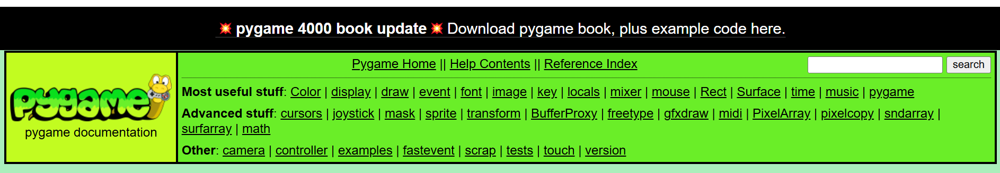 💥 pygame 4000 book update 💥 Download pygame book, plus example code here.
pygame
pygame documentation
Pygame Home || Help Contents || Reference Index
search
Most useful stuff: Color | display | draw | event | font | image | key | locals | mixer | mouse | Rect | Surface | time | music | pygame
Advanced stuff: cursors | joystick | mask | sprite | transform | BufferProxy | freetype | gfxdraw | midi | PixelArray | pixelcopy | sndarray |
surfarray | math
Other: camera | controller | examples | fastevent | scrap | tests | touch | version